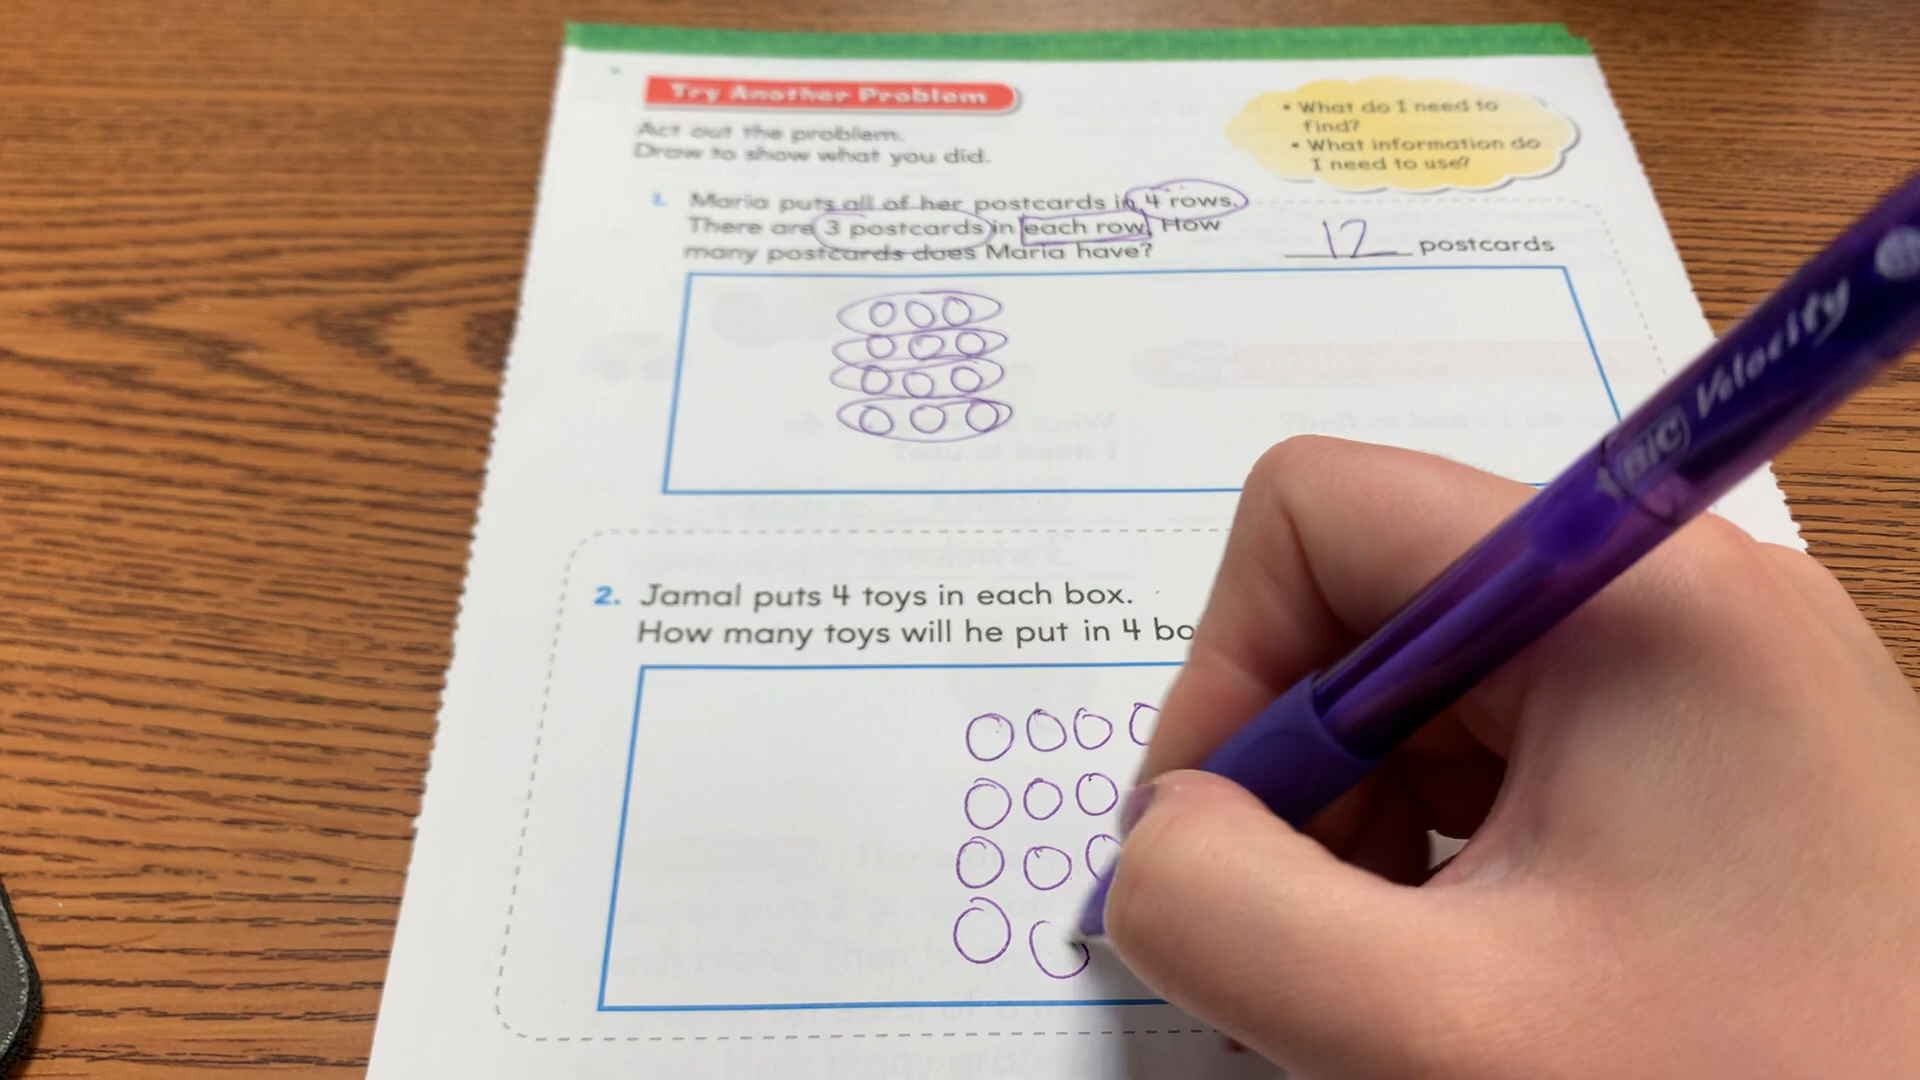 Try Another Problem
Act out the problem.
Draw to show what you did.
• What do I need to
find?
• What information do
I need to use?
1. Maria puts all of her postcards in 4 rows.
There are 3 postcards in each row. How
many postcards does Maria have?
12 postcards
2. Jamal puts 4 toys in each box.
How many toys will he put in 4 bo
BIC Velocity